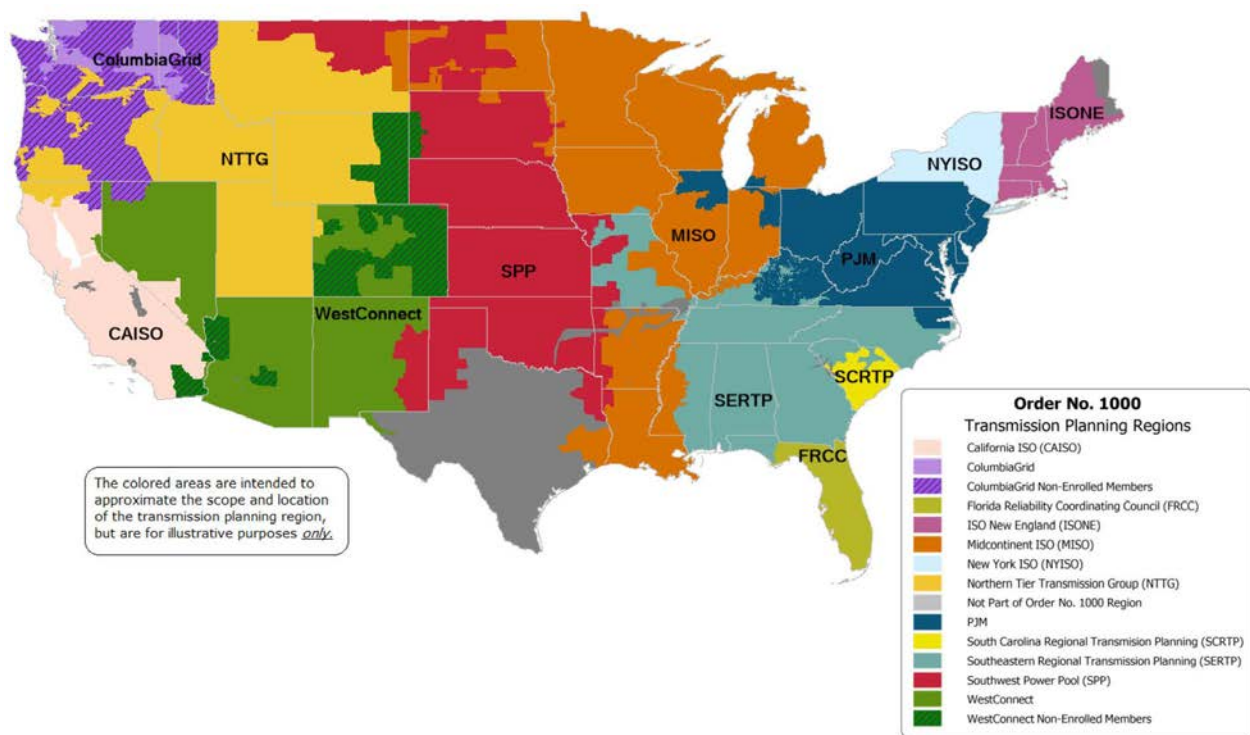 ColumbiaGrid
ISONE
NTTG
NYISO
MISO
PJM
SPP
WestConnect
CAISO
SCRTP
SERTP
FRCC
The colored areas are intended to
approximate the scope and location
of the transmission planning region,
but are for illustrative purposes only.
Order No. 1000
Transmission Planning Regions
California ISO (CAISO)
ColumbiaGrid
ColumbiaGrid Non-Enrolled Members
Florida Reliability Coordinating Council (FRCC)
ISO New England (ISONE)
Midcontinent ISO (MISO)
New York ISO (NYISO)
Northern Tier Transmission Group (NTTG)
Not Part of Order No. 1000 Region
PJM
South Carolina Regional Transmision Planning (SCRTP)
Southeastern Regional Transmission Planning (SERTP)
Southwest Power Pool (SPP)
WestConnect
WestConnect Non-Enrolled Members